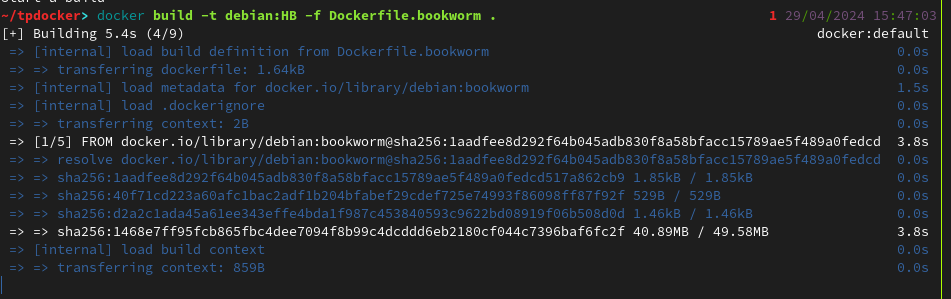 ~/tpdocker> docker build -t debian:HB -f Dockerfile.bookworm . 1 29/04/2024 15:47:03
[+] Building 5.4s (4/9) docker:default
=> [internal] load build definition from Dockerfile.bookworm 0.0s
=> => transferring dockerfile: 1.64kB 0.0s
=> [internal] load metadata for docker.io/library/debian:bookworm 1.5s
=> [internal] load .dockerignore 0.0s
=> => transferring context: 2B 0.0s
=> [1/5] FROM docker.io/library/debian:bookworm@sha256:1aadfee8d292f64b045adb830f8a58bfacc15789ae5f489a0fedcd 3.8s
=> => resolve docker.io/library/debian:bookworm@sha256:1aadfee8d292f64b045adb830f8a58bfacc15789ae5f489a0fedcd 0.0s
=> => sha256:1aadfee8d292f64b045adb830f8a58bfacc15789ae5f489a0fedcd517a862cb9 1.85kB / 1.85kB 0.0s
=> => sha256:40f71cd223a60afc1bac2adf1b204bfabef29cdef725e74993f86098ff87f92f 529B / 529B 0.0s
=> => sha256:d2a2c1ada45a61ee343effe4bda1f987c453840593c9622bd08919f06b508d0d 1.46kB / 1.46kB 0.0s
=> => sha256:1468e7ff95fcb865fbc4dee7094f8b99c4dcddd6eb2180cf044c7396baf6fc2f 40.89MB / 49.58MB 3.8s
=> [internal] load build context 0.0s
=> => transferring context: 859B 0.0s